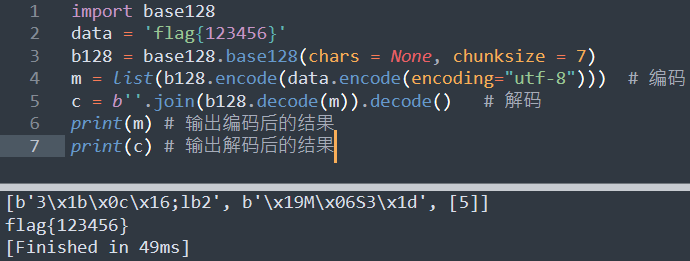 1 import base128
2 data = 'flag{123456}'
3 b128 = base128.base128(chars = None, chunksize = 7)
4 m = list(b128.encode(data.encode(encoding="utf-8"))) # 编码
5 c = b''.join(b128.decode(m)).decode() # 解码
6 print(m) # 输出编码后的结果
7 print(c) # 输出解码后的结果
[b'3\x1b\x0c\x16;lb2', b'\x19M\x06S3\x1d', [5]]
flag{123456}
[Finished in 49ms]